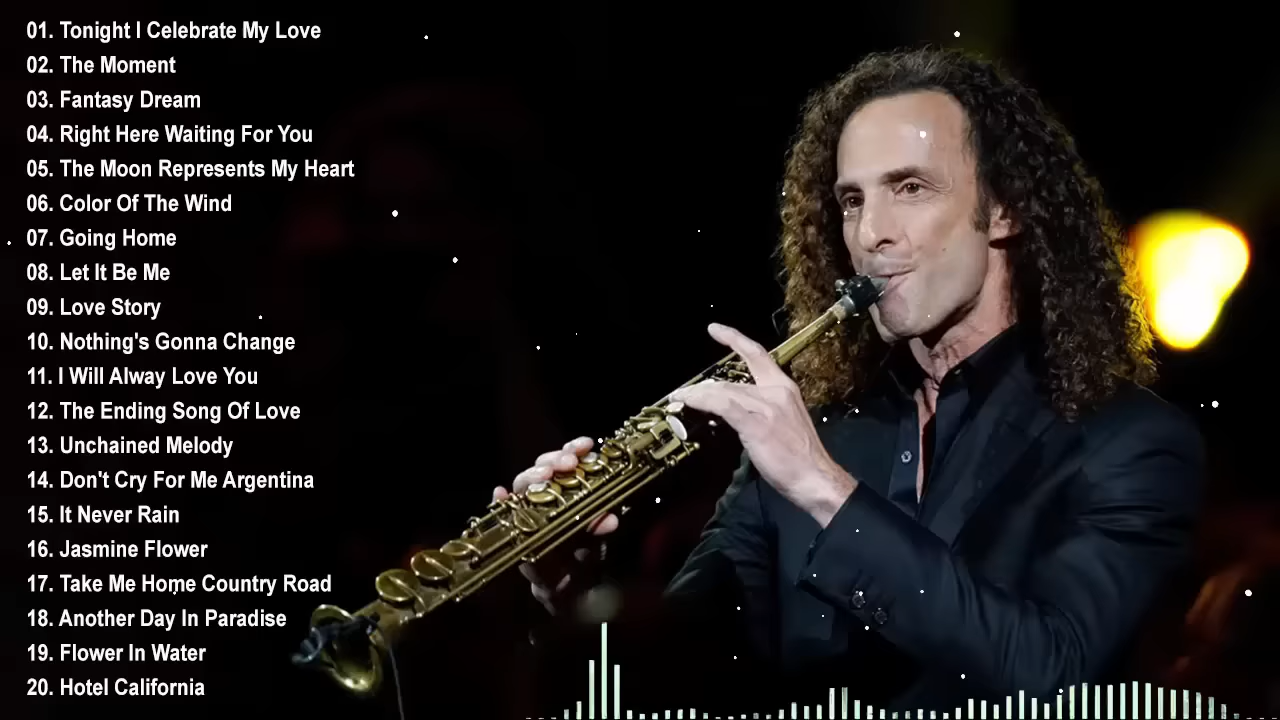 01. Tonight I Celebrate My Love
02. The Moment
03. Fantasy Dream
04. Right Here Waiting For You
05. The Moon Represents My Heart
06. Color Of The Wind
07. Going Home
08. Let It Be Me
09. Love Story
10. Nothing's Gonna Change
11. I Will Alway Love You
12. The Ending Song Of Love
13. Unchained Melody
14. Don't Cry For Me Argentina
15. It Never Rain
16. Jasmine Flower
17. Take Me Home Country Road
18. Another Day In Paradise
19. Flower In Water
20. Hotel California